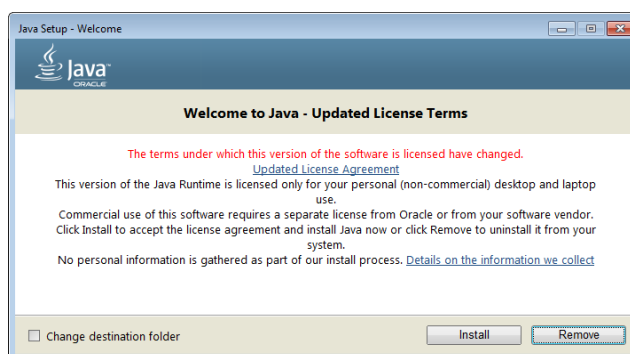 Java Setup - Welcome
Java™
ORACLE
Welcome to Java - Updated License Terms
The terms under which this version of the software is licensed have changed.
Updated License Agreement
This version of the Java Runtime is licensed only for your personal (non-commercial) desktop and laptop
use.
Commercial use of this software requires a separate license from Oracle or from your software vendor.
Click Install to accept the license agreement and install Java now or click Remove to uninstall it from your
system.
No personal information is gathered as part of our install process. Details on the information we collect
Change destination folder
Install
Remove